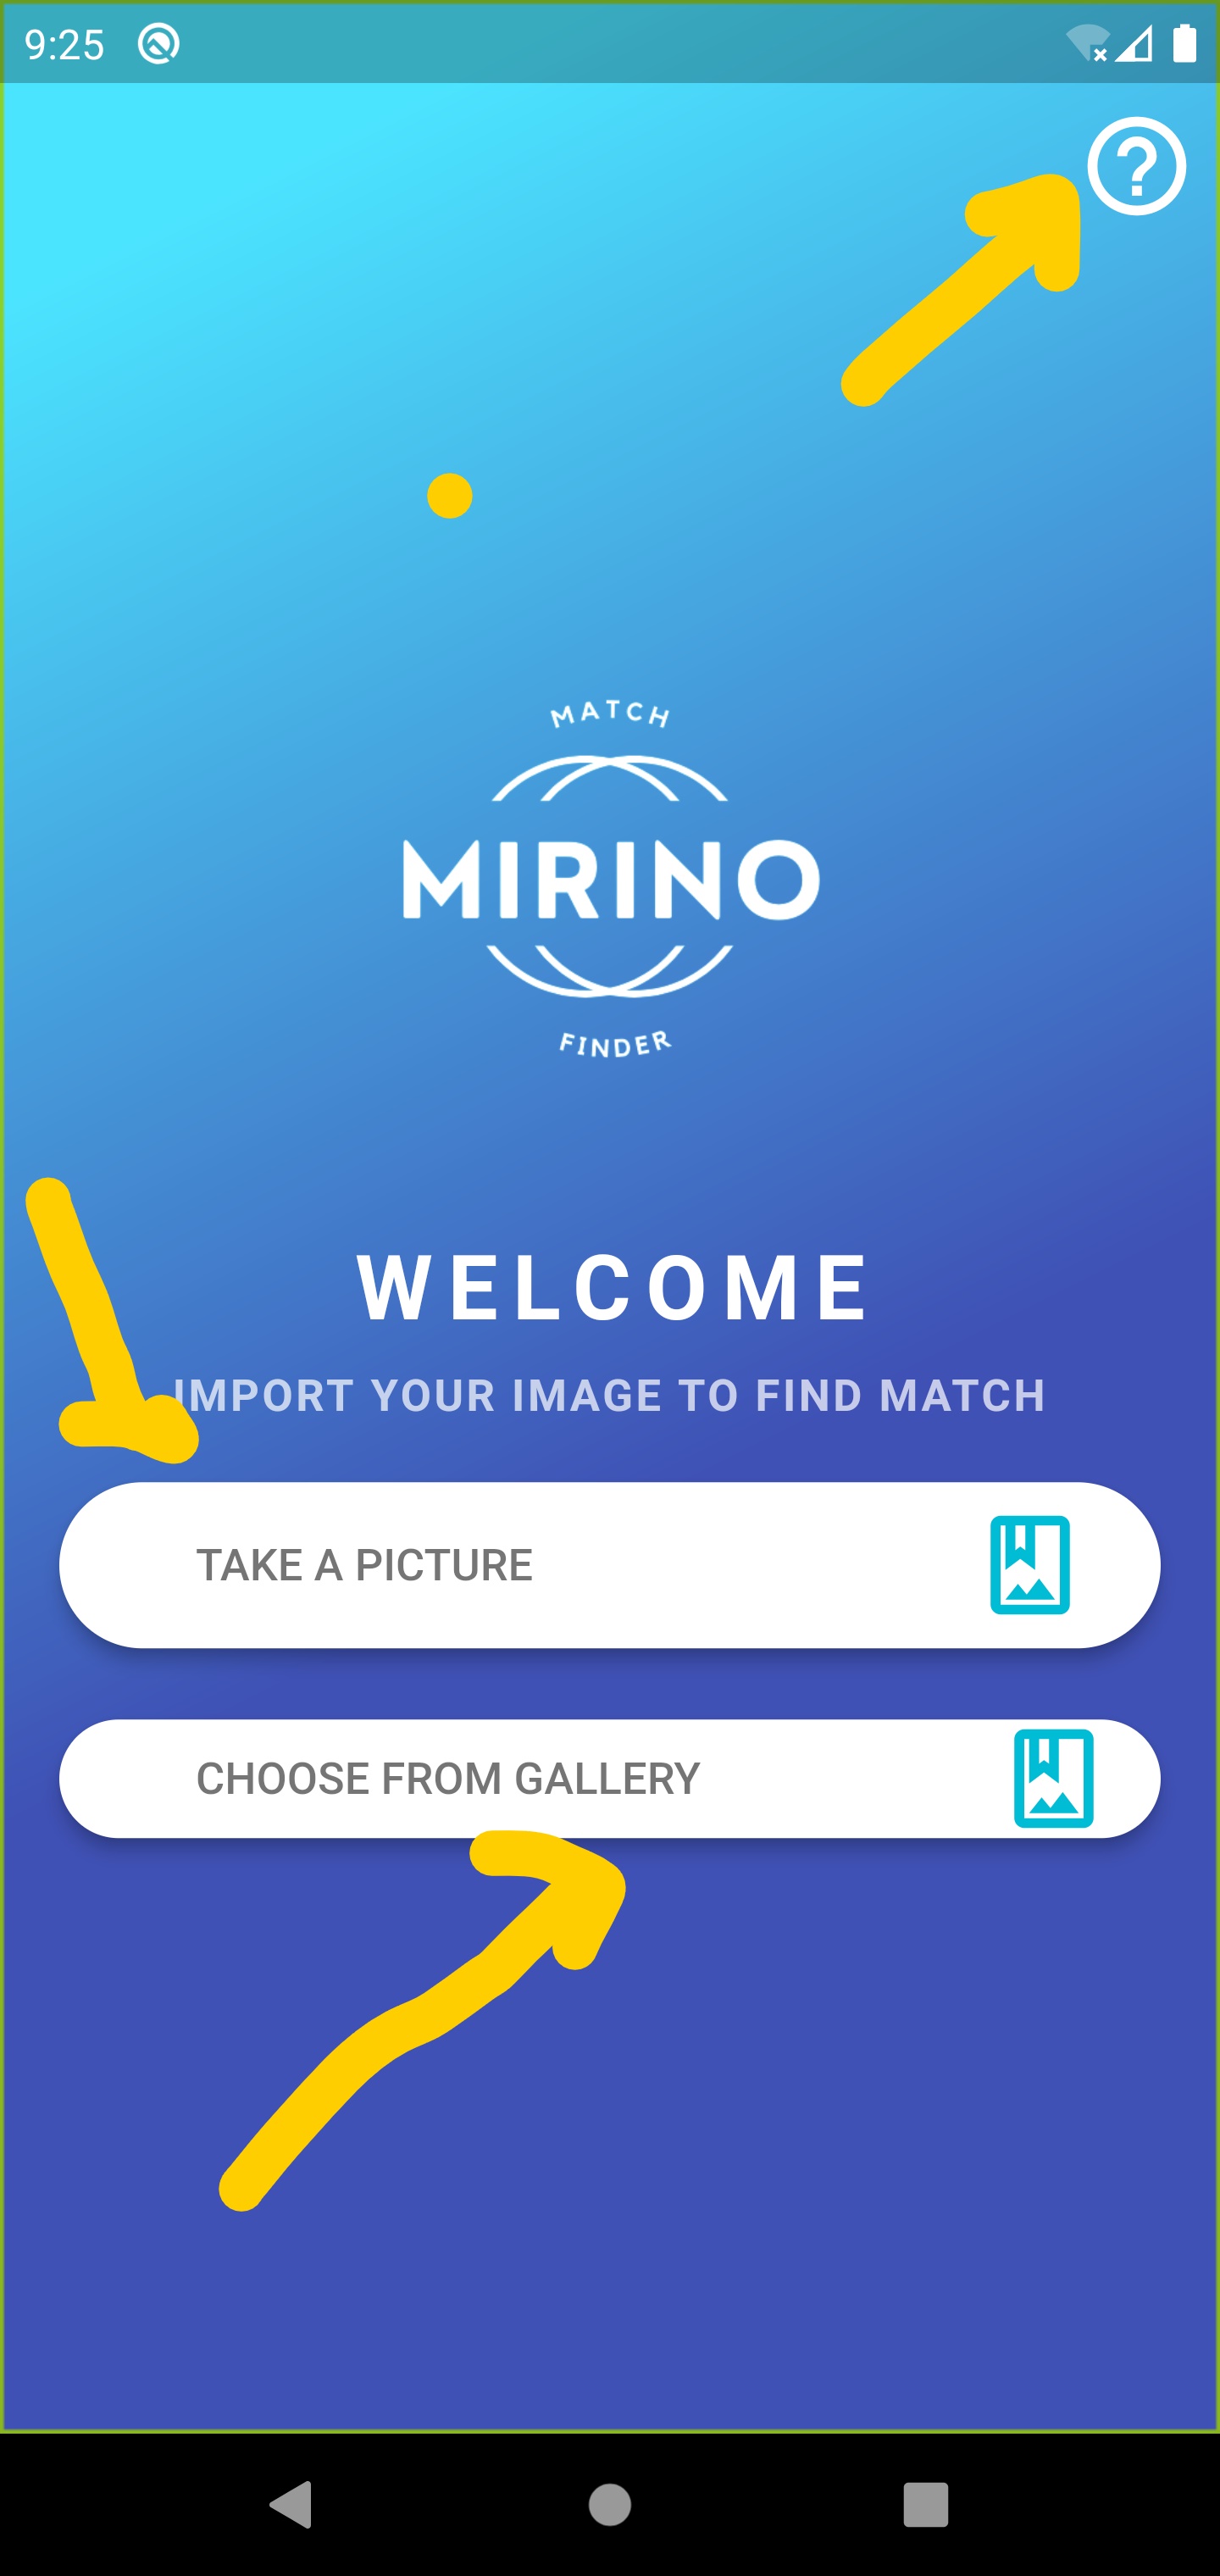 9:25
?
MATCH
MIRINO
FINDER
WELCOME
IMPORT YOUR IMAGE TO FIND MATCH
TAKE A PICTURE
CHOOSE FROM GALLERY